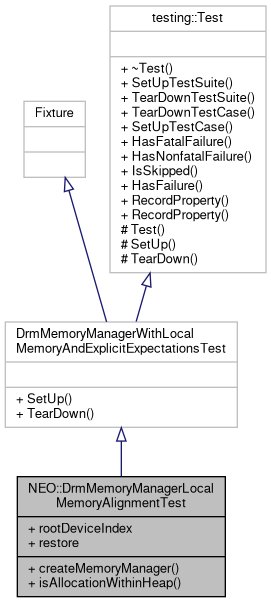 testing::Test
+ ~Test()
+ SetUpTestSuite()
+ TearDownTestSuite()
+ TearDownTestCase()
+ SetUpTestCase()
+ HasFatalFailure()
+ HasNonfatalFailure()
+ IsSkipped()
+ HasFailure()
+ RecordProperty()
+ RecordProperty()
# Test()
# SetUp()
# TearDown()
Fixture
DrmMemoryManagerWithLocal
MemoryAndExplicitExpectationsTest
+ SetUp()
+ TearDown()
NEO::DrmMemoryManagerLocal
MemoryAlignmentTest
+ rootDeviceIndex
+ restore
+ createMemoryManager()
+ isAllocationWithinHeap()